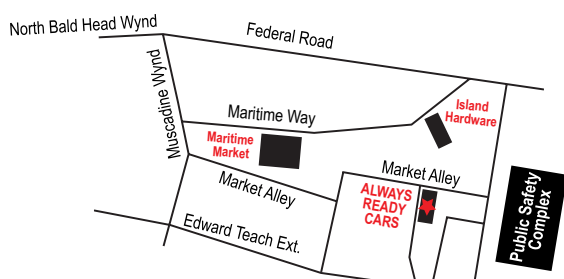 North Bald Head Wynd
Federal Road
Muscadine Wynd
Maritime Way
Island
Hardware
Maritime
Market
Market Alley
Market Alley
ALWAYS
READY
CARS
Public Safety
Complex
Edward Teach Ext.